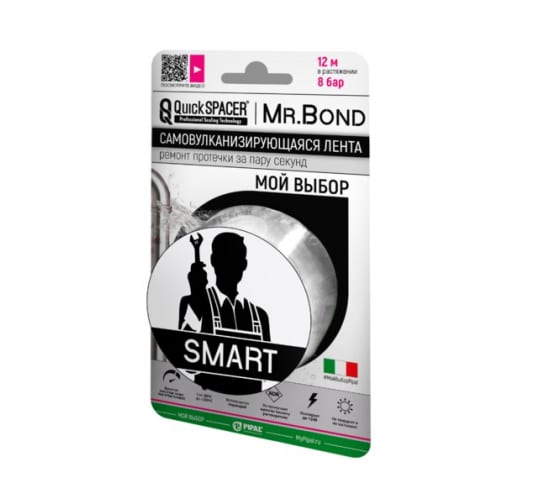 12 м
в растяжении
8 бар
ПОСМОТРИТЕ ВИДЕО
QuickSPACER®
Professional Sealing Technology
MR.BOND
САМОВУЛКАНИЗИРУЮЩАЯСЯ ЛЕНТА
ремонт протечки за пару секунд
МОЙ ВЫБОР
SMART
#МойВыборPipal
МОЙ ВЫБОР
PIPAL
MyPipal.ru